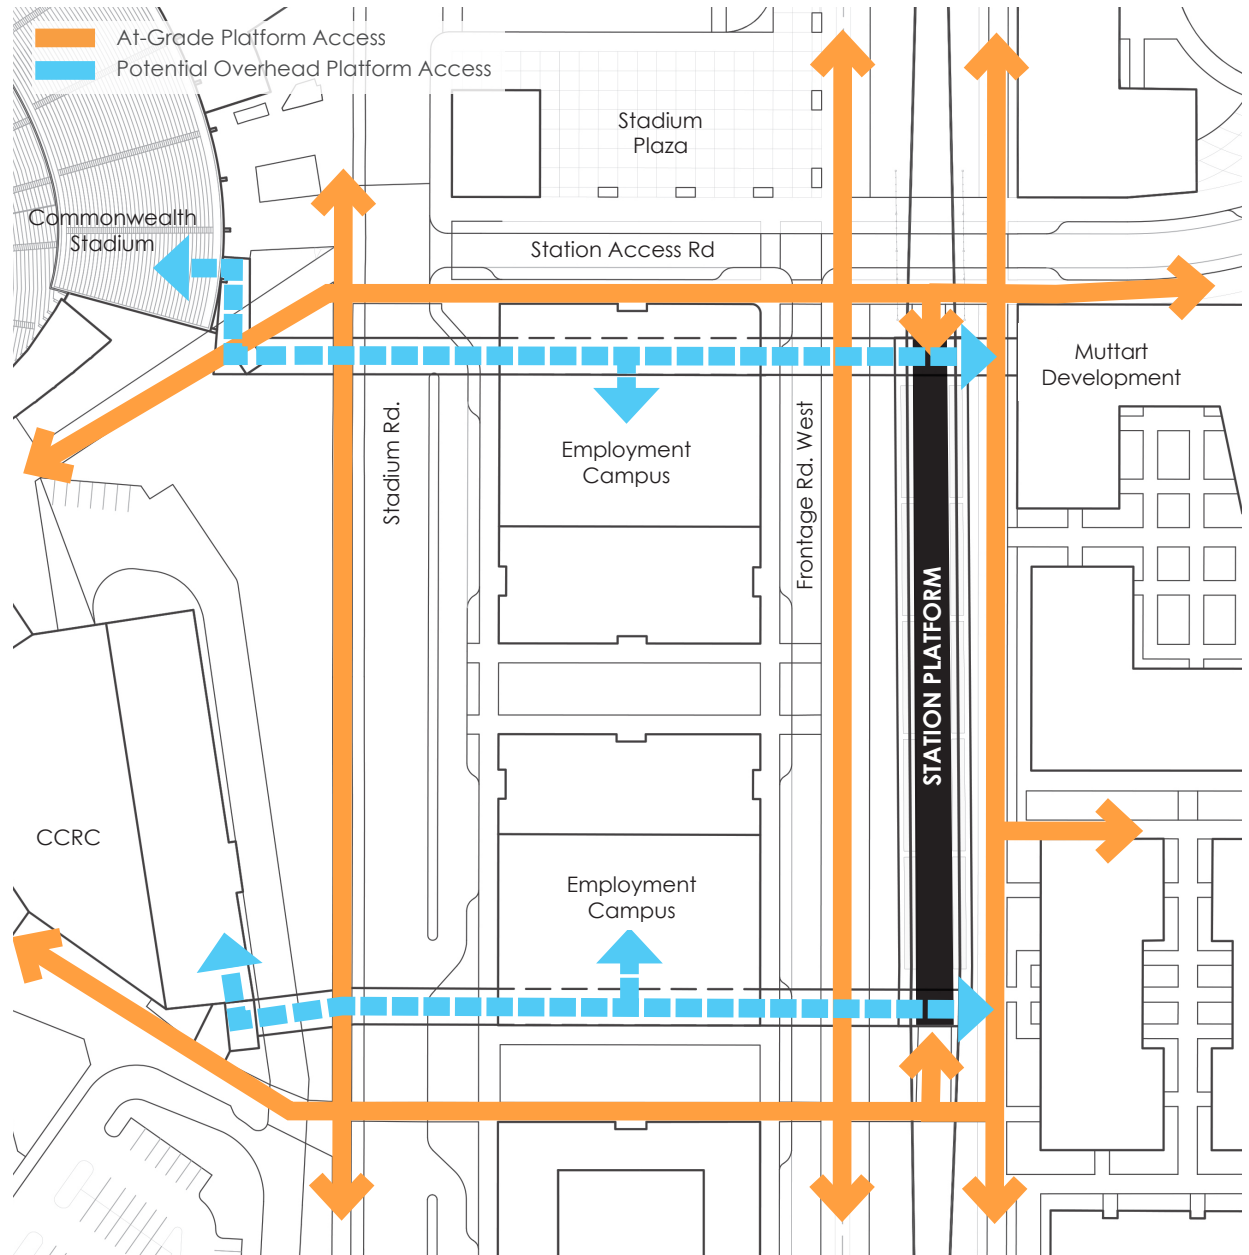 At-Grade Platform Access
Potential Overhead Platform Access
Stadium
Plaza
Commonwealth
Stadium
Station Access Rd
Muttart
Development
Stadium Rd.
Employment
Campus
Frontage Rd. West
STATION PLATFORM
CCRC
Employment
Campus